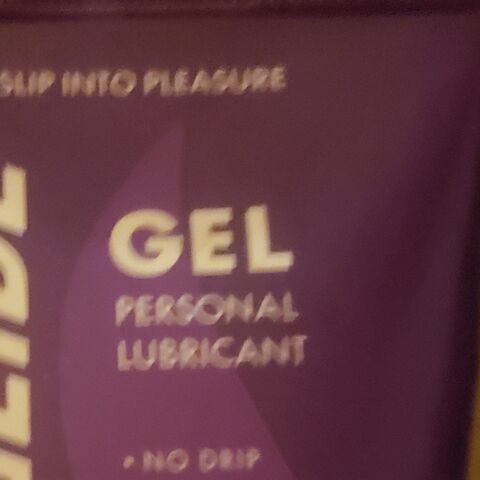 SLIP INTO PLEASURE
GEL
PERSONAL
LUBRICANT
• NO DRIP